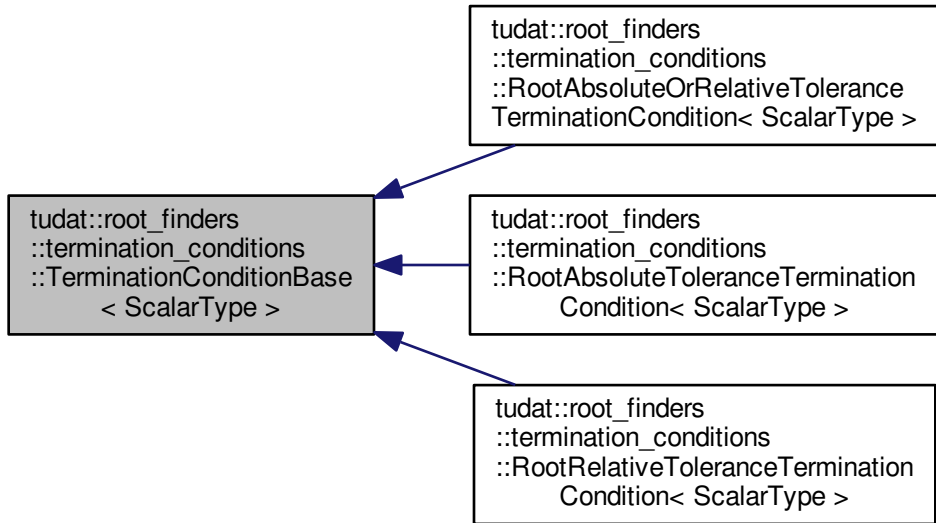 tudat::root_finders
::termination_conditions
::RootAbsoluteOrRelativeTolerance
TerminationCondition< ScalarType >
tudat::root_finders
::termination_conditions
::TerminationConditionBase
< ScalarType >
tudat::root_finders
::termination_conditions
::RootAbsoluteToleranceTermination
Condition< ScalarType >
tudat::root_finders
::termination_conditions
::RootRelativeToleranceTermination
Condition< ScalarType >